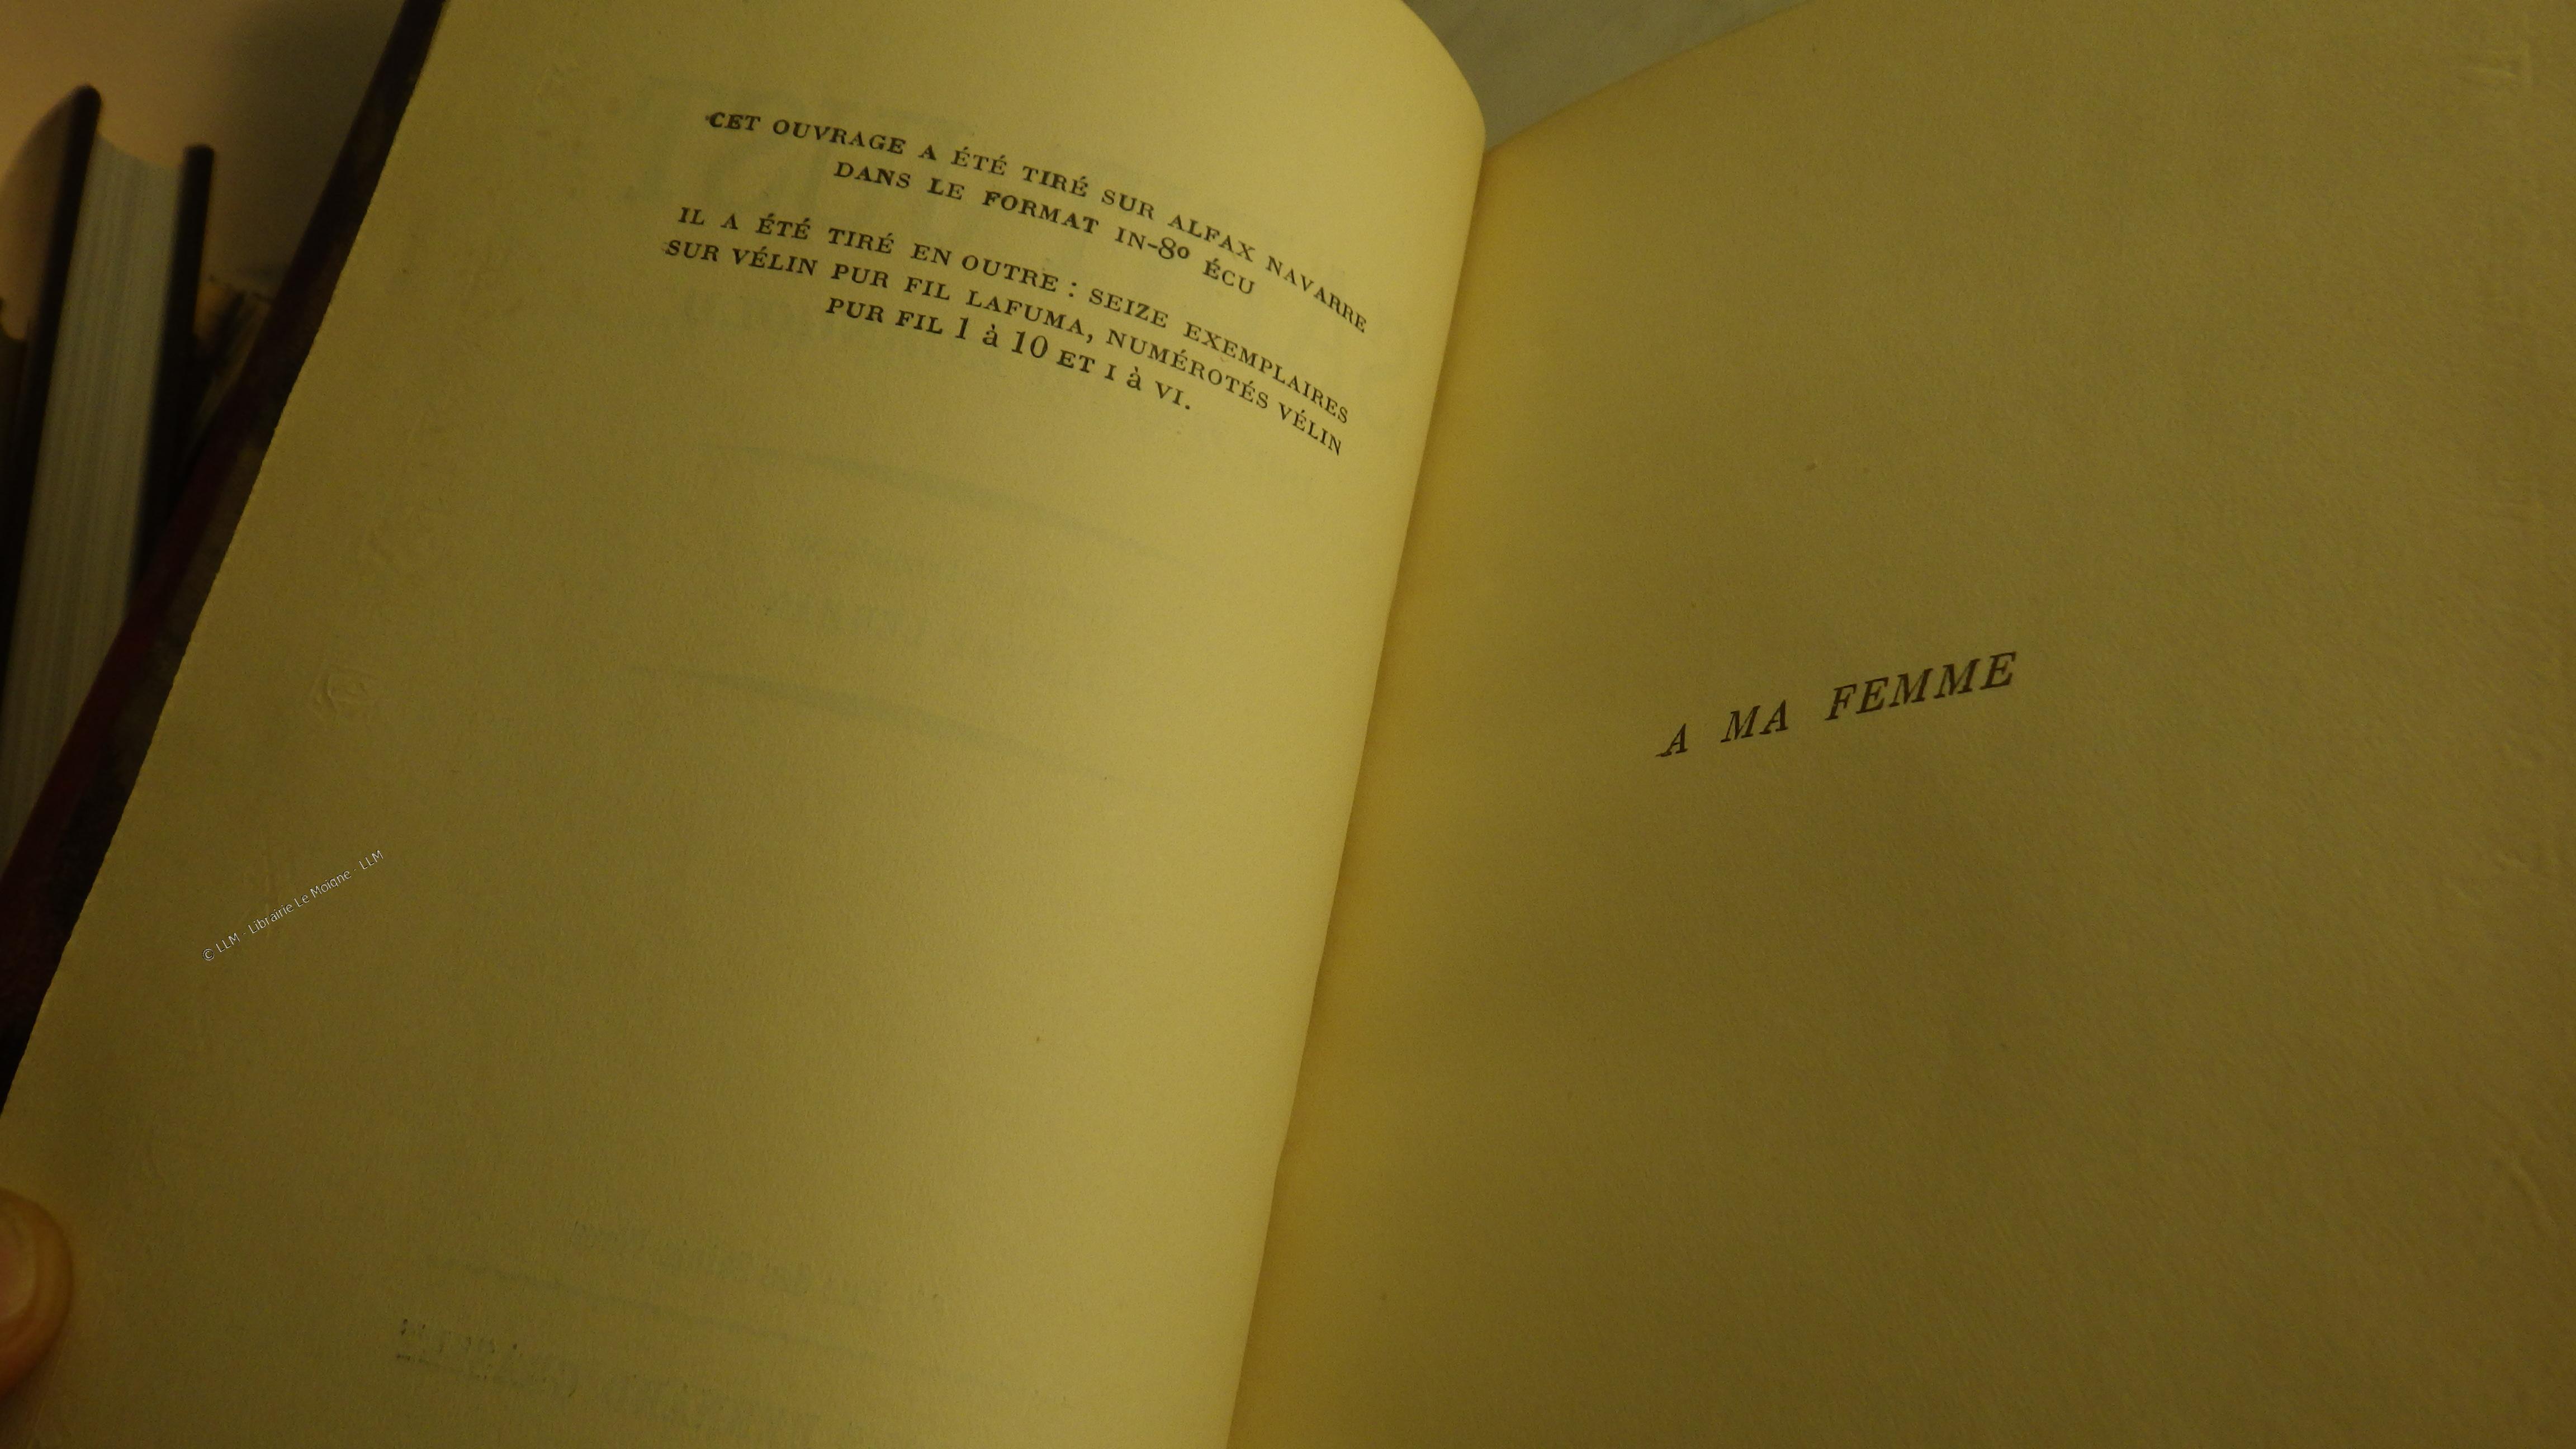 CET OUVRAGE A ÉTÉ TIRÉ SUR ALFAX NAVARRE
DANS LE FORMAT IN-8º ÉCU
IL A ÉTÉ TIRÉ EN OUTRE : SEIZE EXEMPLAIRES
SUR VÉLIN PUR FIL LAFUMA, NUMÉROTÉS VÉLIN
PUR FIL 1 à 10 ET I à VI.
A MA FEMME
© LLM - Librairie Le Moigne - LLM